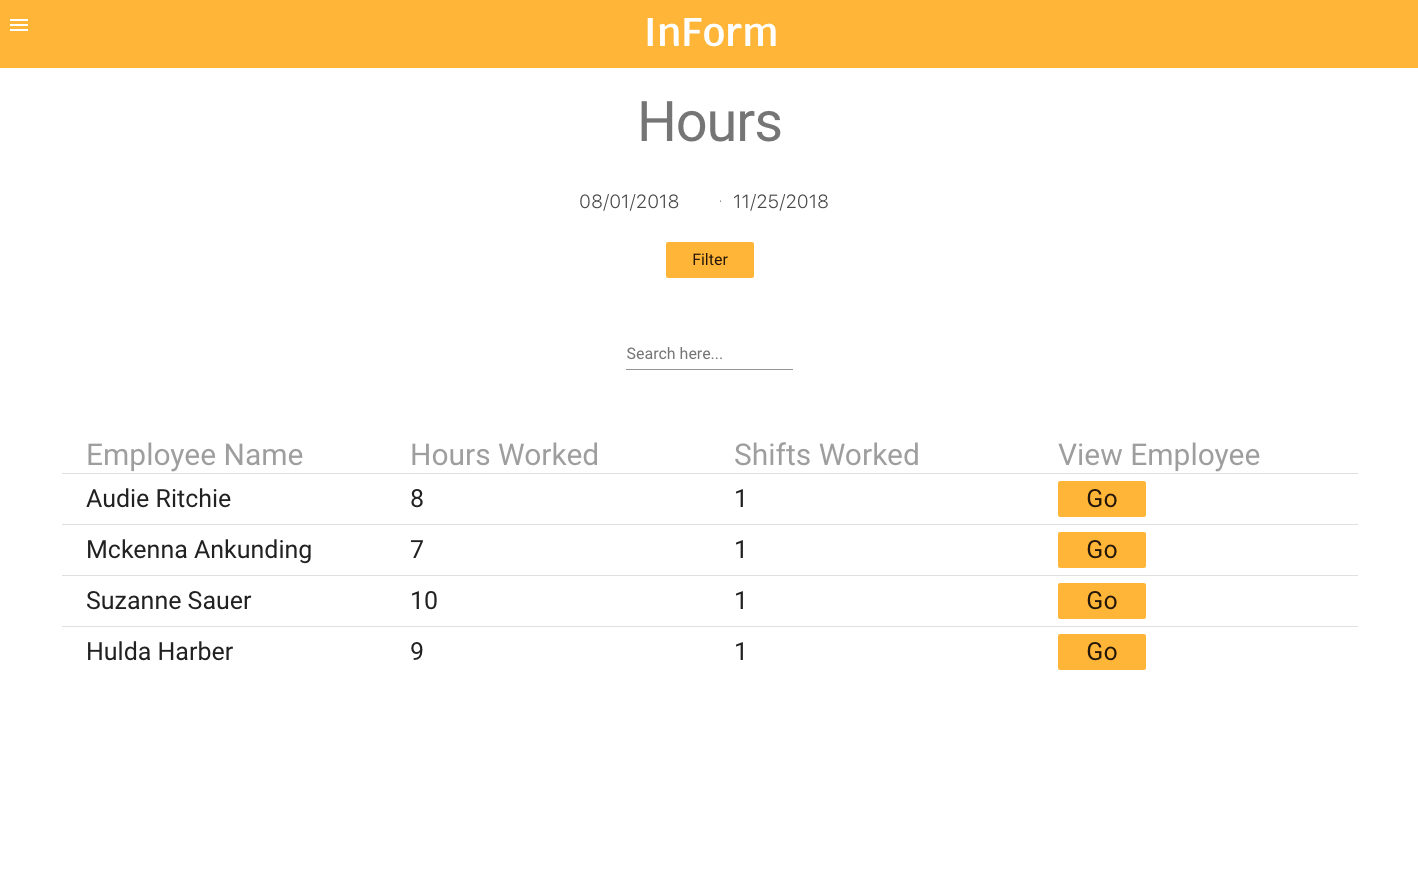 InForm
Hours
08/01/2018 · 11/25/2018
Filter
Search here...
Employee Name Hours Worked Shifts Worked View Employee
Audie Ritchie 8 1 Go
Mckenna Ankunding 7 1 Go
Suzanne Sauer 10 1 Go
Hulda Harber 9 1 Go